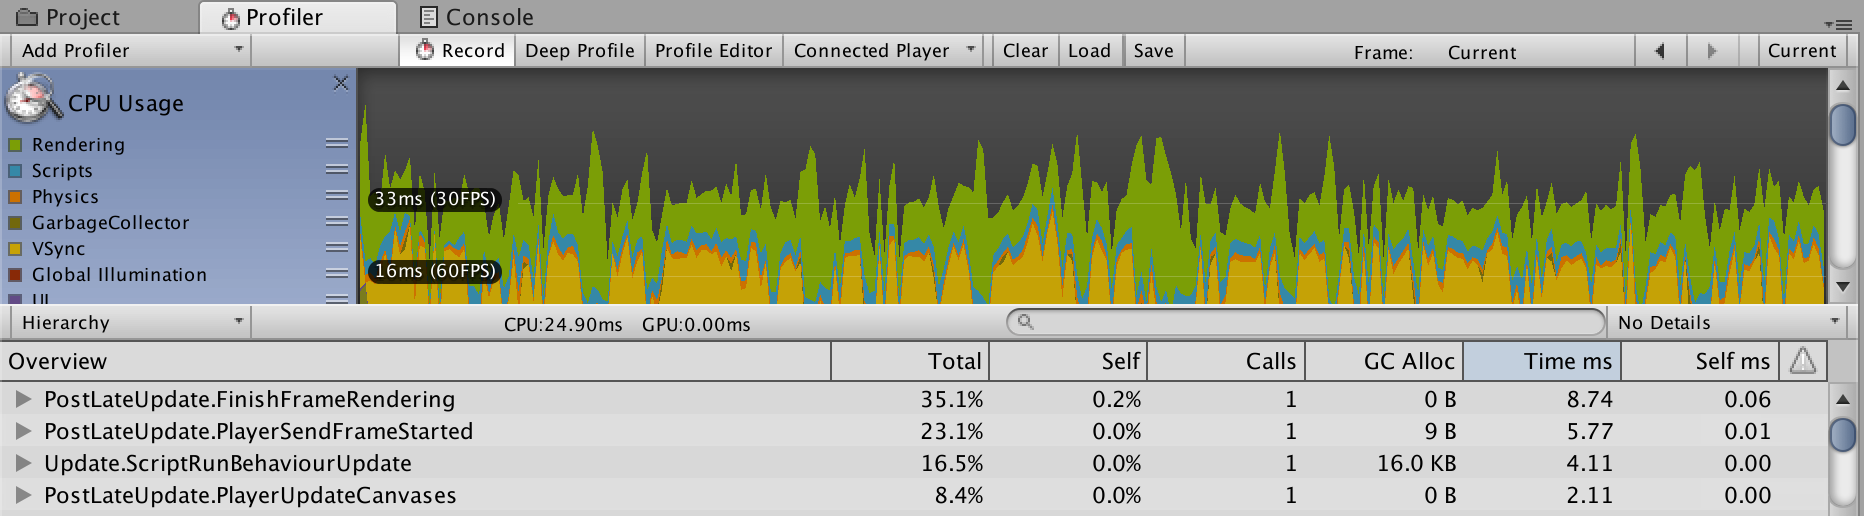 Project Profiler Console
Add Profiler Record Deep Profile Profile Editor Connected Player Clear Load Save Frame: Current Current
CPU Usage
Rendering
Scripts
Physics
GarbageCollector
VSync
Global Illumination
UI
33ms (30FPS)
16ms (60FPS)
Hierarchy CPU:24.90ms GPU:0.00ms No Details
Overview Total Self Calls GC Alloc Time ms Self ms
PostLateUpdate.FinishFrameRendering 35.1% 0.2% 1 0 B 8.74 0.06
PostLateUpdate.PlayerSendFrameStarted 23.1% 0.0% 1 9 B 5.77 0.01
Update.ScriptRunBehaviourUpdate 16.5% 0.0% 1 16.0 KB 4.11 0.00
PostLateUpdate.PlayerUpdateCanvases 8.4% 0.0% 1 0 B 2.11 0.00